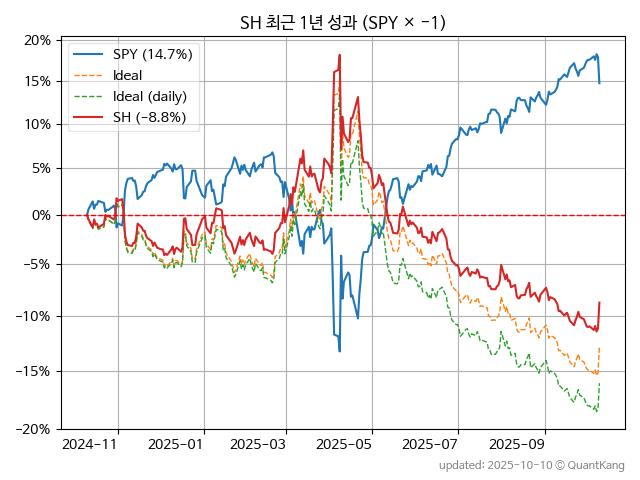 SH 최근 1년 성과 (SPY × −1)
20%
15%
10%
5%
0%
−5%
−10%
−15%
−20%
SPY (14.7%)
Ideal
Ideal (daily)
SH (−8.8%)
2024-11
2025-01
2025-03
2025-05
2025-07
2025-09
updated: 2025-10-10 © QuantKang